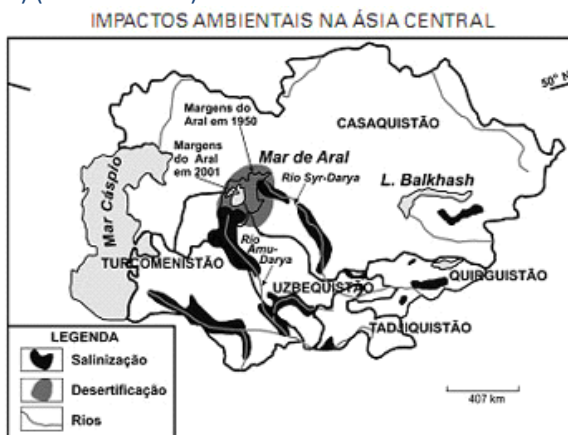 IMPACTOS AMBIENTAIS NA ÁSIA CENTRAL
50º N
Margens do
Aral em 1950
CASAQUISTÃO
Margens
do Aral
em 2001
Mar de Aral
Rio Syr-Darya
L. Balkhash
Mar Cáspio
Rio
Amu-
Darya
TURCOMENISTÃO
UZBEQUISTÃO
QUIRGUISTÃO
TADJIQUISTÃO
LEGENDA
Salinização
Desertificação
Rios
407 km